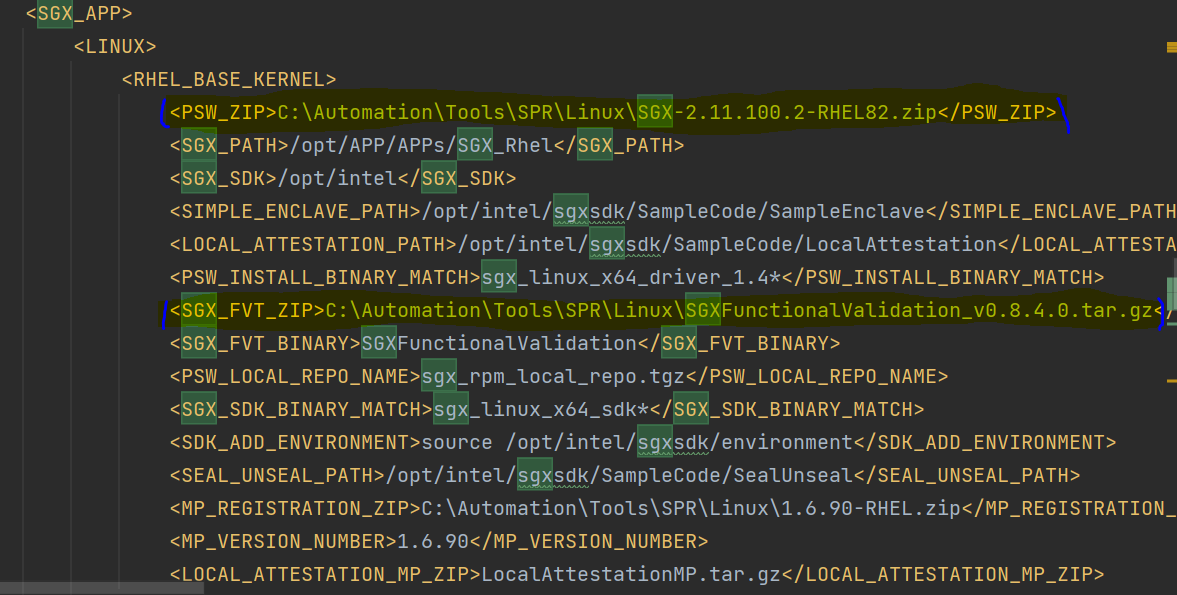 <SGX_APP>
<LINUX>
<RHEL_BASE_KERNEL>
<PSW_ZIP>C:\Automation\Tools\SPR\Linux\SGX-2.11.100.2-RHEL82.zip</PSW_ZIP>
<SGX_PATH>/opt/APP/APPs/SGX_Rhel</SGX_PATH>
<SGX_SDK>/opt/intel</SGX_SDK>
<SIMPLE_ENCLAVE_PATH>/opt/intel/sgxsdk/SampleCode/SampleEnclave</SIMPLE_ENCLAVE_PATH
<LOCAL_ATTESTATION_PATH>/opt/intel/sgxsdk/SampleCode/LocalAttestation</LOCAL_ATTESTA
<PSW_INSTALL_BINARY_MATCH>sgx_linux_x64_driver_1.4*</PSW_INSTALL_BINARY_MATCH>
<SGX_FVT_ZIP>C:\Automation\Tools\SPR\Linux\SGXFunctionalValidation_v0.8.4.0.tar.gz</
<SGX_FVT_BINARY>SGXFunctionalValidation</SGX_FVT_BINARY>
<PSW_LOCAL_REPO_NAME>sgx_rpm_local_repo.tgz</PSW_LOCAL_REPO_NAME>
<SGX_SDK_BINARY_MATCH>sgx_linux_x64_sdk*</SGX_SDK_BINARY_MATCH>
<SDK_ADD_ENVIRONMENT>source /opt/intel/sgxsdk/environment</SDK_ADD_ENVIRONMENT>
<SEAL_UNSEAL_PATH>/opt/intel/sgxsdk/SampleCode/SealUnseal</SEAL_UNSEAL_PATH>
<MP_REGISTRATION_ZIP>C:\Automation\Tools\SPR\Linux\1.6.90-RHEL.zip</MP_REGISTRATION_
<MP_VERSION_NUMBER>1.6.90</MP_VERSION_NUMBER>
<LOCAL_ATTESTATION_MP_ZIP>LocalAttestationMP.tar.gz</LOCAL_ATTESTATION_MP_ZIP>